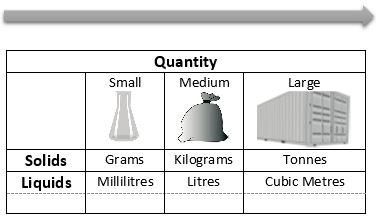 Quantity
Small Medium Large
Solids Grams Kilograms Tonnes
Liquids Millilitres Litres Cubic Metres